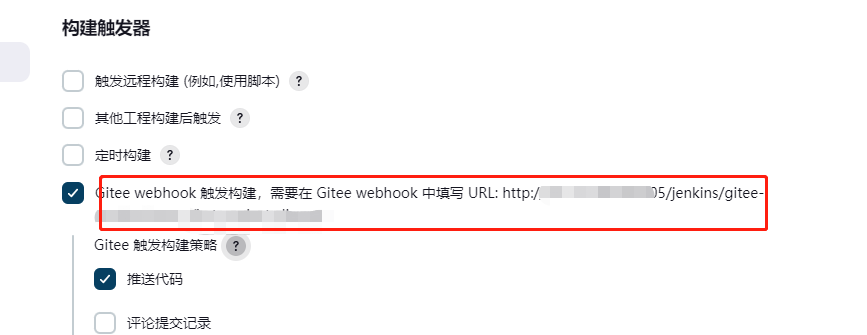 构建触发器
触发远程构建 (例如,使用脚本) ?
其他工程构建后触发 ?
定时构建 ?
Gitee webhook 触发构建，需要在 Gitee webhook 中填写 URL: http:/ 05/jenkins/gitee-
Gitee 触发构建策略 ?
推送代码
评论提交记录